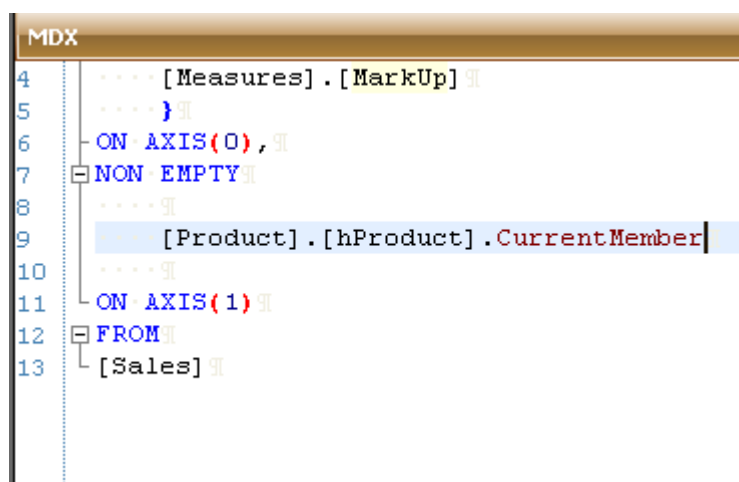 MDX
4 [Measures].[MarkUp]¶
5 }¶
6 ON AXIS(0),¶
7 NON EMPTY¶
8 ¶
9 [Product].[hProduct].CurrentMember¶
10 ¶
11 ON AXIS(1)¶
12 FROM¶
13 [Sales]¶